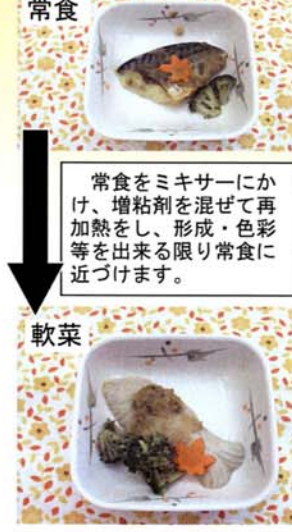 常食
常食をミキサーにか
け、増粘剤を混ぜて再
加熱をし、形成・色彩
等を出来る限り常食に
近づけます。
軟菜